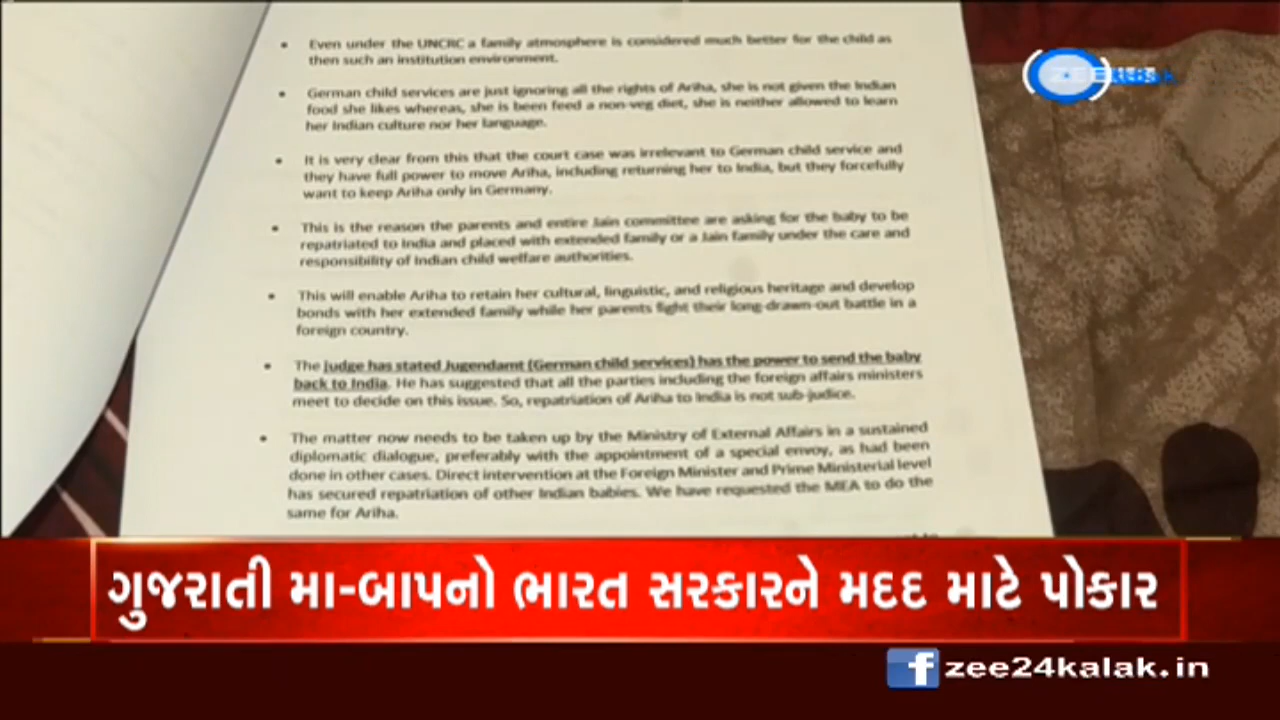 Even under the UNCRC a family atmosphere is considered much better for the child as
then such an institution environment.
German child services are just ignoring all the rights of Ariha, she is not given the Indian
food she likes whereas, she is been feed a non-veg diet, she is neither allowed to learn
her Indian culture nor her language.
It is very clear from this that the court case was irrelevant to German child service and
they have full power to move Ariha, including returning her to India, but they forcefully
want to keep Ariha only in Germany.
This is the reason the parents and entire Jain committee are asking for the baby to be
repatriated to India and placed with extended family or a Jain family under the care and
responsibility of Indian child welfare authorities.
This will enable Ariha to retain her cultural, linguistic, and religious heritage and develop
bonds with her extended family while her parents fight their long-drawn-out battle in a
foreign country.
The judge has stated Jugendamt (German child services) has the power to send the baby
back to India. He has suggested that all the parties including the foreign affairs ministers
meet to decide on this issue. So, repatriation of Ariha to India is not sub-judice.
The matter now needs to be taken up by the Ministry of External Affairs in a sustained
diplomatic dialogue, preferably with the appointment of a special envoy, as had been
done in other cases. Direct intervention at the Foreign Minister and Prime Ministerial level
has secured repatriation of other Indian babies. We have requested the MEA to do the
same for Ariha.
ગુજરાતી મા-બાપનો ભારત સરકારને મદદ માટે પોકાર
zee24kalak.in